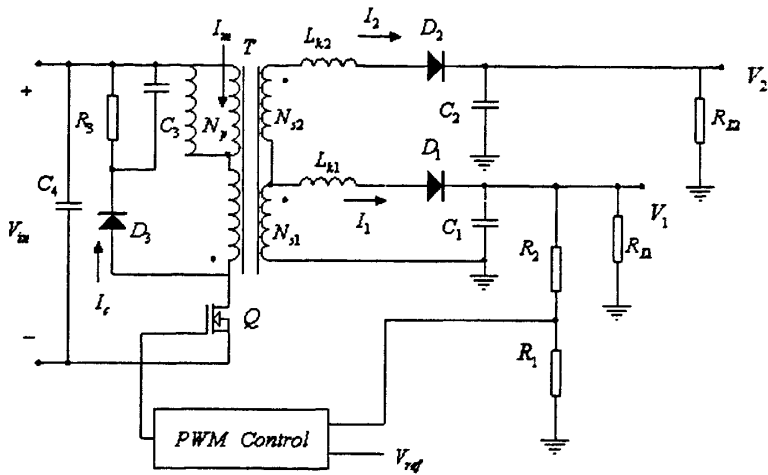 I_m
T
L_k2
I_2
D_2
V_2
+
R_3
C_3
N_p
N_s2
C_2
R_L2
L_k1
D_1
C_4
V_in
D_3
N_s1
I_1
C_1
R_2
R_L1
V_1
I_c
Q
−
R_1
PWM Control
V_ref